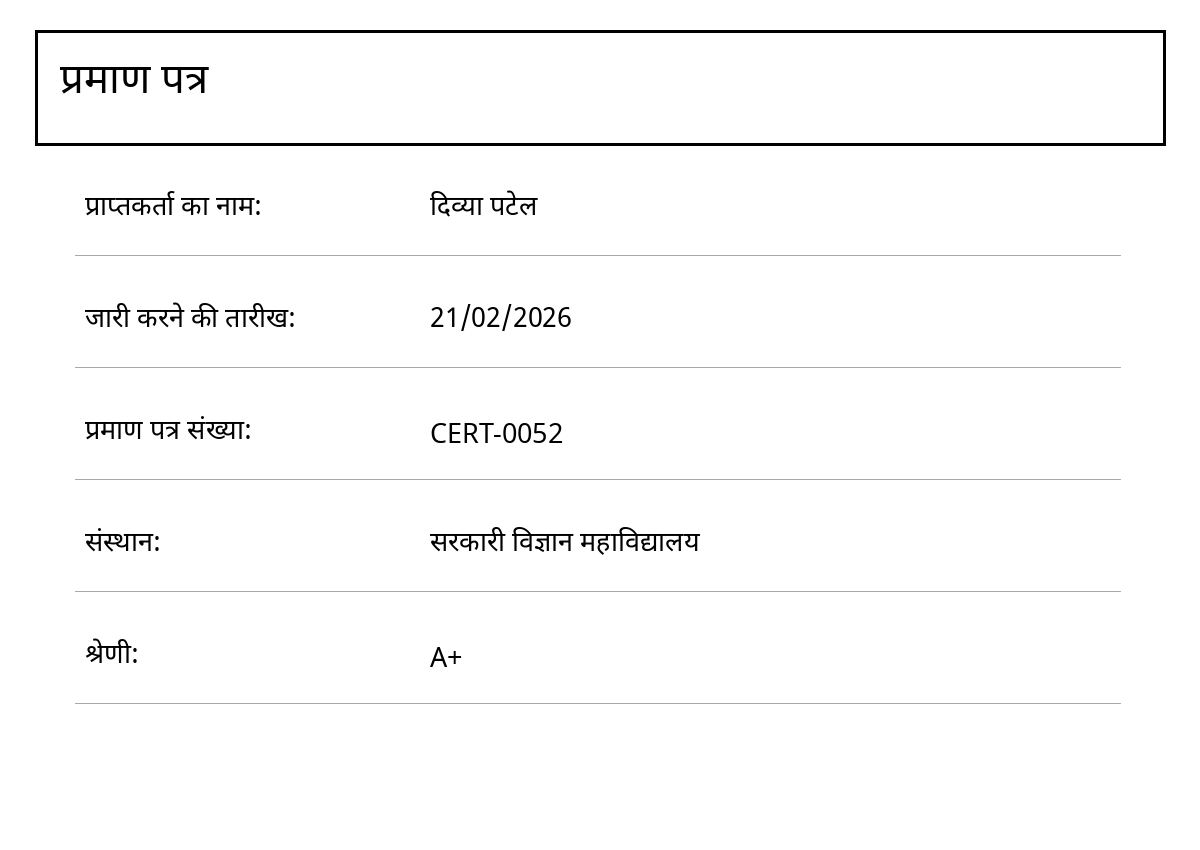 प्रमाण पत्र
प्राप्तकर्ता का नाम: दिव्या पटेल
जारी करने की तारीख: 21/02/2026
प्रमाण पत्र संख्या: CERT-0052
संस्थान: सरकारी विज्ञान महाविद्यालय
श्रेणी: A+